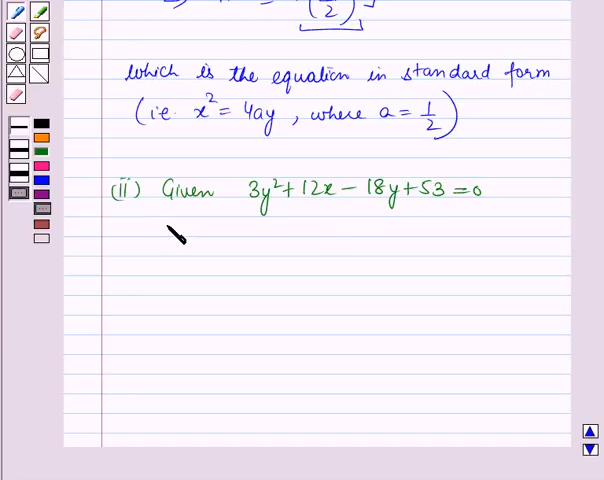 which is the equation in standard form
(i.e. x² = 4ay , where a = 1/2)
(ii) Given 3y² + 12x − 18y + 53 = 0